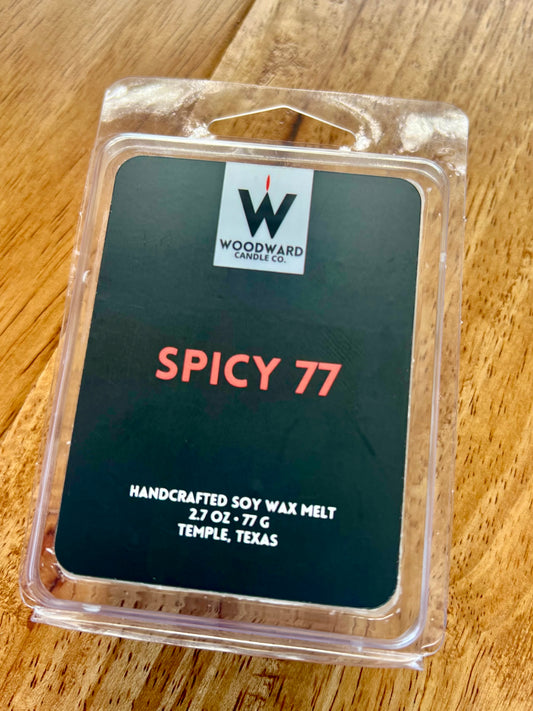 W
WOODWARD
CANDLE CO.
SPICY 77
HANDCRAFTED SOY WAX MELT
2.7 OZ • 77 G
TEMPLE, TEXAS